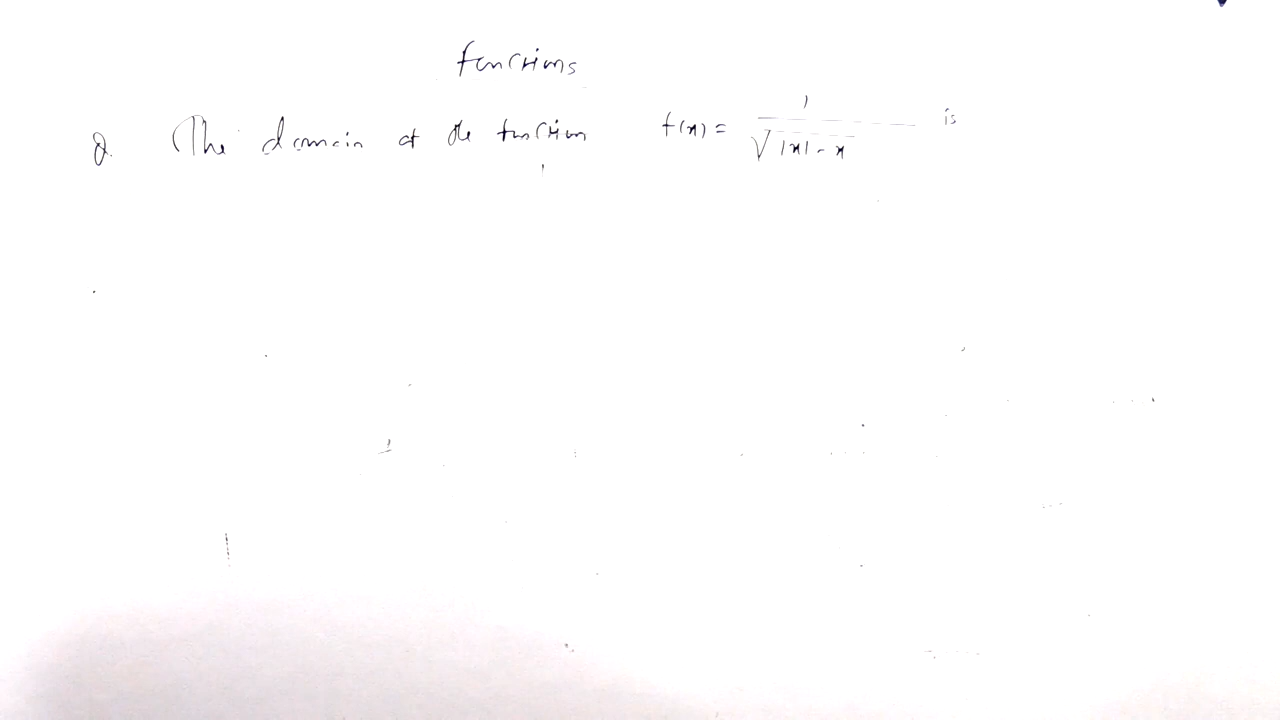 functions
Q. The domain of the function f(x) = 1/√(|x| - x) is